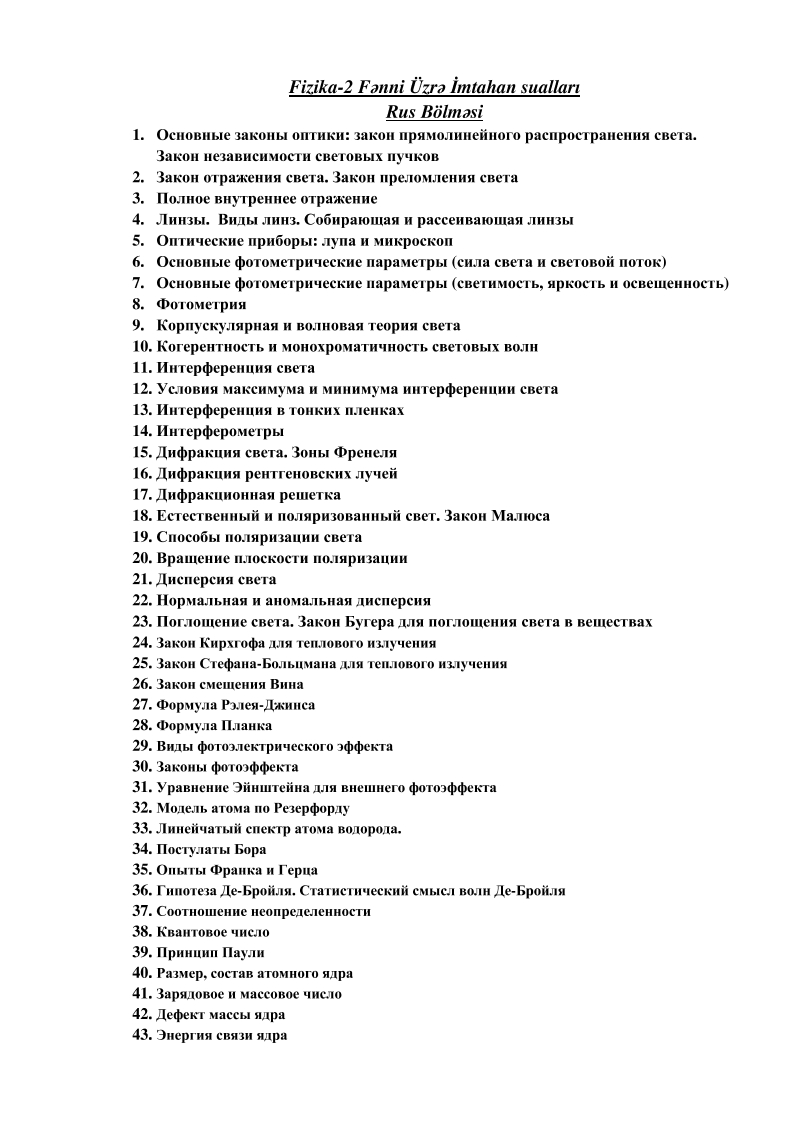 Fizika-2 Fənni Üzrə İmtahan sualları
Rus Bölməsi
1. Основные законы оптики: закон прямолинейного распространения света.
Закон независимости световых пучков
2. Закон отражения света. Закон преломления света
3. Полное внутреннее отражение
4. Линзы. Виды линз. Собирающая и рассеивающая линзы
5. Оптические приборы: лупа и микроскоп
6. Основные фотометрические параметры (сила света и световой поток)
7. Основные фотометрические параметры (светимость, яркость и освещенность)
8. Фотометрия
9. Корпускулярная и волновая теория света
10. Когерентность и монохроматичность световых волн
11. Интерференция света
12. Условия максимума и минимума интерференции света
13. Интерференция в тонких пленках
14. Интерферометры
15. Дифракция света. Зоны Френеля
16. Дифракция рентгеновских лучей
17. Дифракционная решетка
18. Естественный и поляризованный свет. Закон Малюса
19. Способы поляризации света
20. Вращение плоскости поляризации
21. Дисперсия света
22. Нормальная и аномальная дисперсия
23. Поглощение света. Закон Бугера для поглощения света в веществах
24. Закон Кирхгофа для теплового излучения
25. Закон Стефана-Больцмана для теплового излучения
26. Закон смещения Вина
27. Формула Рэлея-Джинса
28. Формула Планка
29. Виды фотоэлектрического эффекта
30. Законы фотоэффекта
31. Уравнение Эйнштейна для внешнего фотоэффекта
32. Модель атома по Резерфорду
33. Линейчатый спектр атома водорода.
34. Постулаты Бора
35. Опыты Франка и Герца
36. Гипотеза Де-Бройля. Статистический смысл волн Де-Бройля
37. Соотношение неопределенности
38. Квантовое число
39. Принцип Паули
40. Размер, состав атомного ядра
41. Зарядовое и массовое число
42. Дефект массы ядра
43. Энергия связи ядра